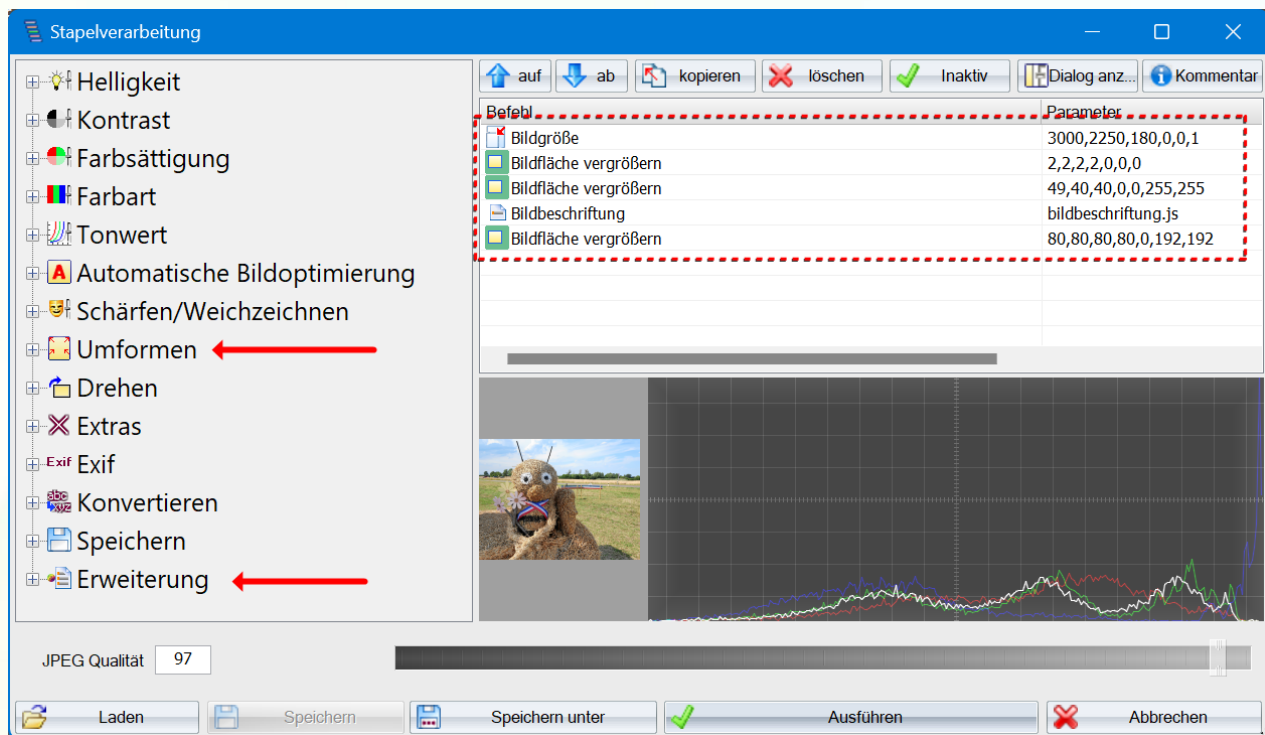 Stapelverarbeitung
Helligkeit
Kontrast
Farbsättigung
Farbart
Tonwert
Automatische Bildoptimierung
Schärfen/Weichzeichnen
Umformen
Drehen
Extras
Exif Exif
Konvertieren
Speichern
Erweiterung
auf ab kopieren löschen Inaktiv Dialog anz... Kommentar
Befehl Parameter
Bildgröße 3000,2250,180,0,0,1
Bildfläche vergrößern 2,2,2,2,0,0,0
Bildfläche vergrößern 49,40,40,0,0,255,255
Bildbeschriftung bildbeschriftung.js
Bildfläche vergrößern 80,80,80,80,0,192,192
JPEG Qualität 97
Laden Speichern Speichern unter Ausführen Abbrechen